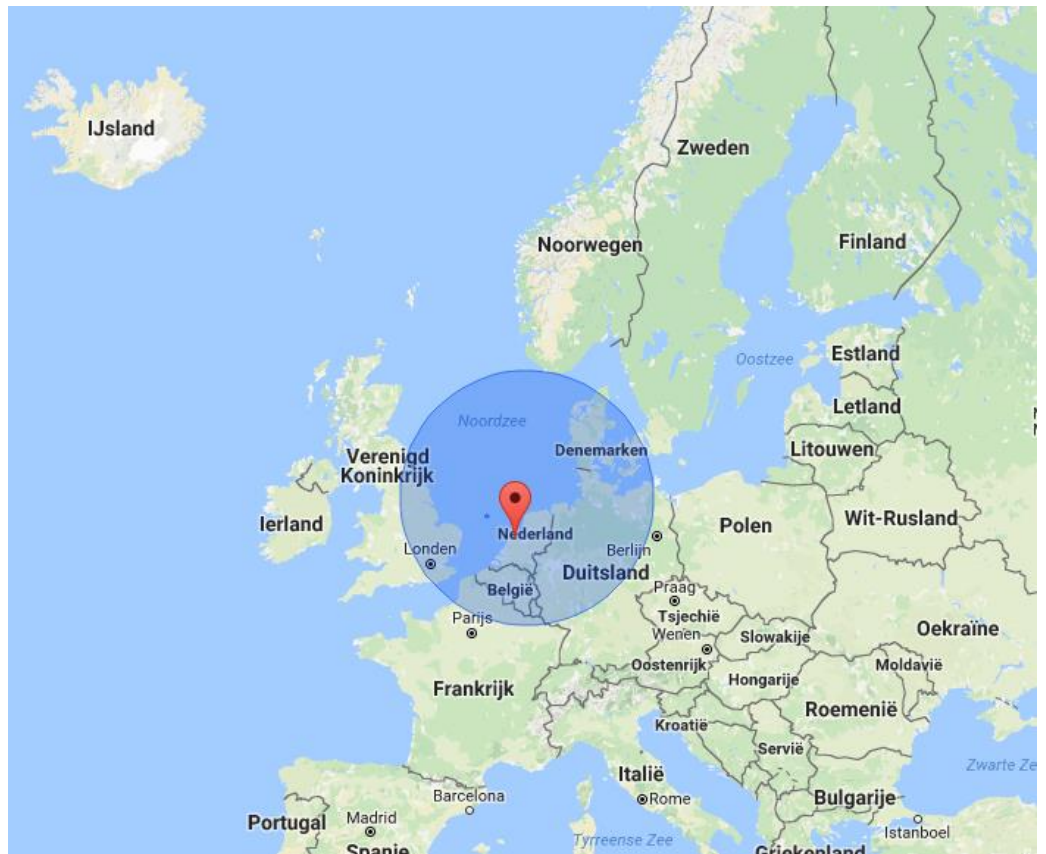 IJsland
Zweden
Noorwegen
Finland
Oostzee
Estland
Noordzee
Letland
Denemarken
Litouwen
Verenigd
Koninkrijk
Ierland
Nederland
Polen
Wit-Rusland
Londen
Berlijn
België
Duitsland
Praag
Tsjechië
Parijs
Wenen
Slowakije
Oekraïne
Oostenrijk
Moldavië
Hongarije
Frankrijk
Roemenië
Kroatië
Servië
Zwarte Ze
Italië
Barcelona
Rome
Bulgarije
Portugal
Madrid
Istanboel
Tyrreense Zee
Spanje
Griekenland